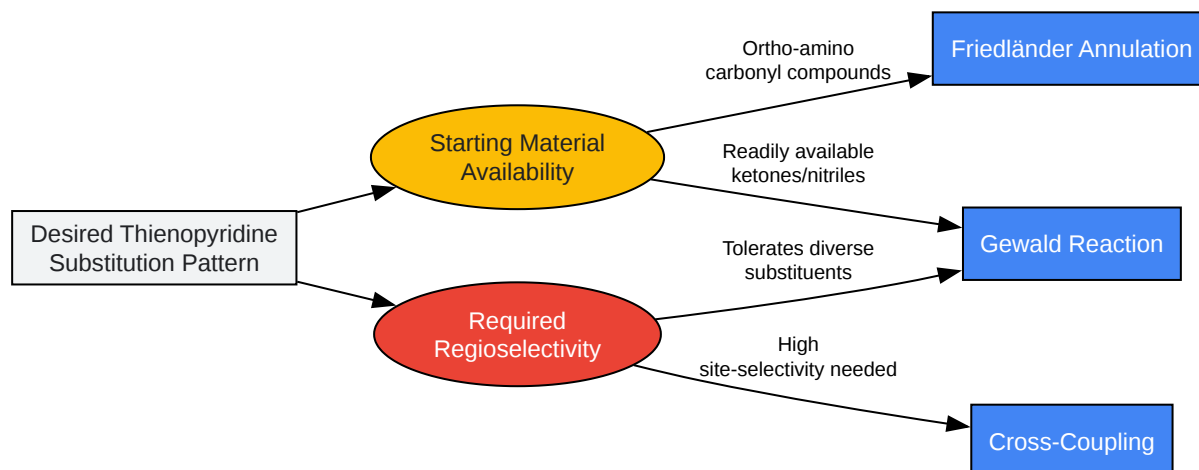 Desired Thienopyridine
Substitution Pattern
Starting Material
Availability
Required
Regioselectivity
Ortho-amino
carbonyl compounds
Readily available
ketones/nitriles
Tolerates diverse
substituents
High
site-selectivity needed
Friedländer Annulation
Gewald Reaction
Cross-Coupling